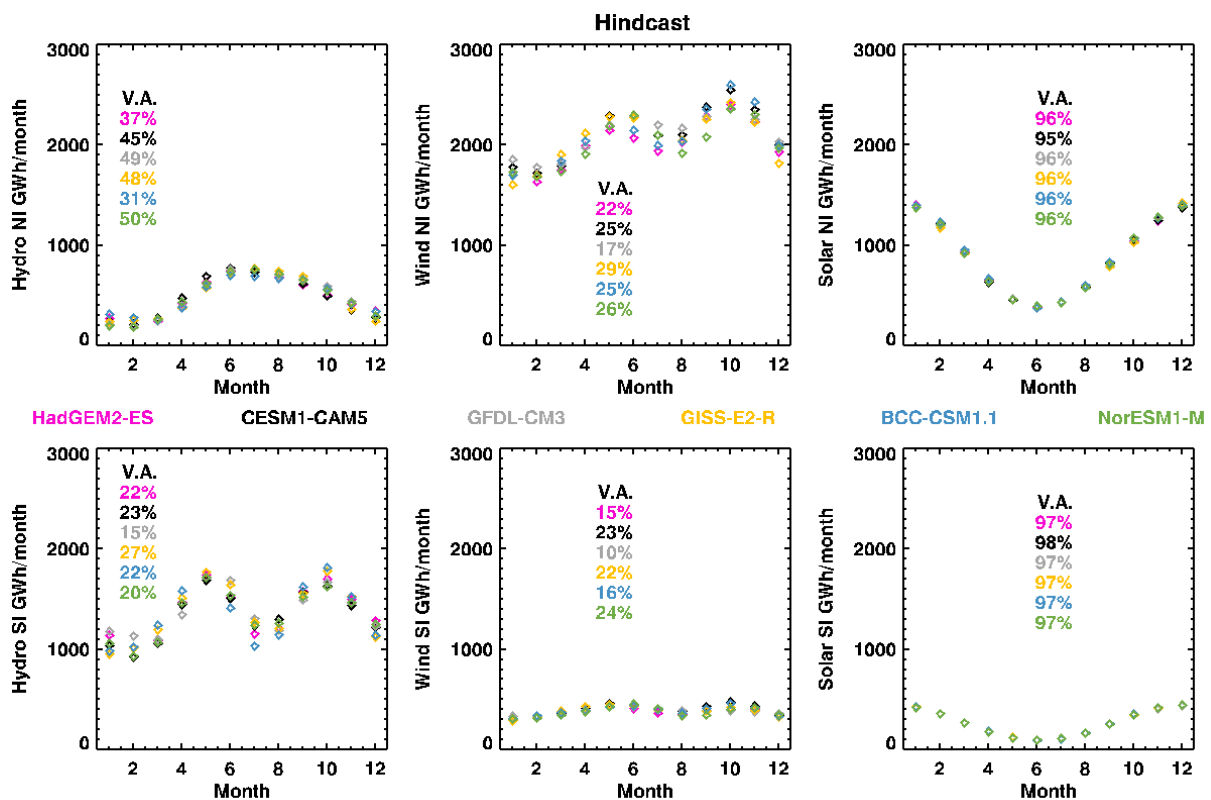 Hindcast
Hydro NI GWh/month
3000
2000
1000
0
V.A.
37%
45%
49%
48%
31%
50%
2 4 6 8 10 12
Month
Wind NI GWh/month
3000
2000
1000
0
V.A.
22%
25%
17%
29%
25%
26%
2 4 6 8 10 12
Month
Solar NI GWh/month
3000
2000
1000
0
V.A.
96%
95%
96%
96%
96%
96%
2 4 6 8 10 12
Month
HadGEM2-ES CESM1-CAM5 GFDL-CM3 GISS-E2-R BCC-CSM1.1 NorESM1-M
Hydro SI GWh/month
3000
2000
1000
0
V.A.
22%
23%
15%
27%
22%
20%
2 4 6 8 10 12
Month
Wind SI GWh/month
3000
2000
1000
0
V.A.
15%
23%
10%
22%
16%
24%
2 4 6 8 10 12
Month
Solar SI GWh/month
3000
2000
1000
0
V.A.
97%
98%
97%
97%
97%
97%
2 4 6 8 10 12
Month